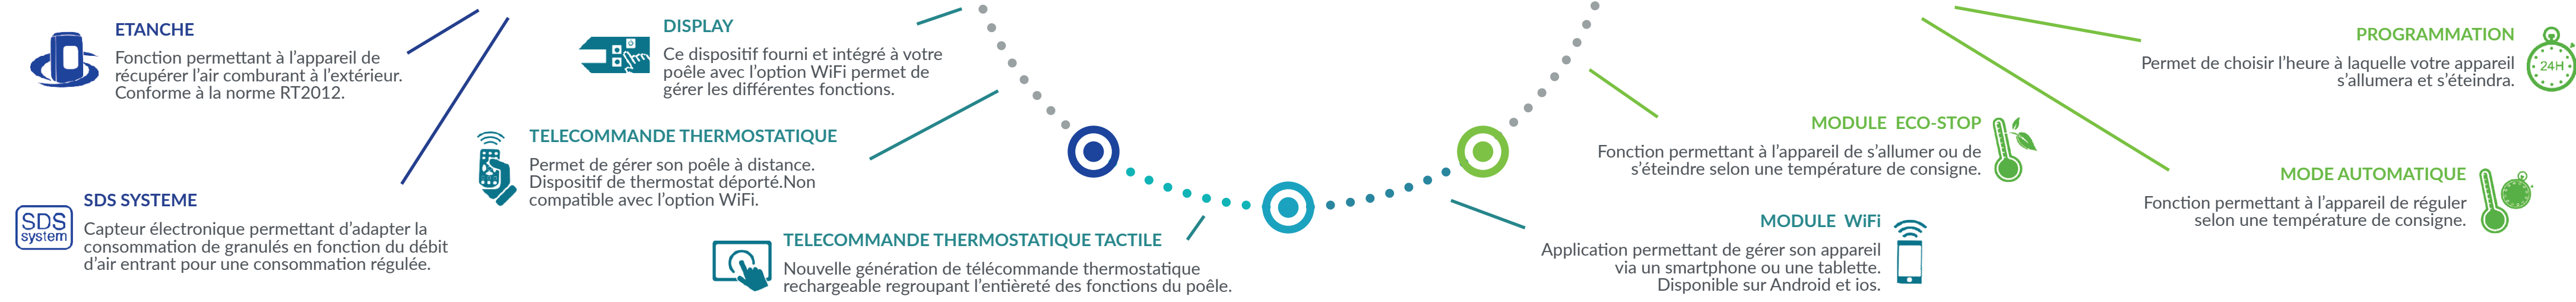 ETANCHE
Fonction permettant à l'appareil de
récupérer l'air comburant à l'extérieur.
Conforme à la norme RT2012.
SDS
system
SDS SYSTEME
Capteur électronique permettant d'adapter la
consommation de granulés en fonction du débit
d'air entrant pour une consommation régulée.
DISPLAY
Ce dispositif fourni et intégré à votre
poêle avec l'option WiFi permet de
gérer les différentes fonctions.
TELECOMMANDE THERMOSTATIQUE
Permet de gérer son poêle à distance.
Dispositif de thermostat déporté.Non
compatible avec l'option WiFi.
TELECOMMANDE THERMOSTATIQUE TACTILE
Nouvelle génération de télécommande thermostatique
rechargeable regroupant l'entièreté des fonctions du poêle.
MODULE ECO-STOP
Fonction permettant à l'appareil de s'allumer ou de
s'éteindre selon une température de consigne.
MODULE WiFi
Application permettant de gérer son appareil
via un smartphone ou une tablette.
Disponible sur Android et ios.
PROGRAMMATION
Permet de choisir l'heure à laquelle votre appareil
s'allumera et s'éteindra.
24H
MODE AUTOMATIQUE
Fonction permettant à l'appareil de réguler
selon une température de consigne.